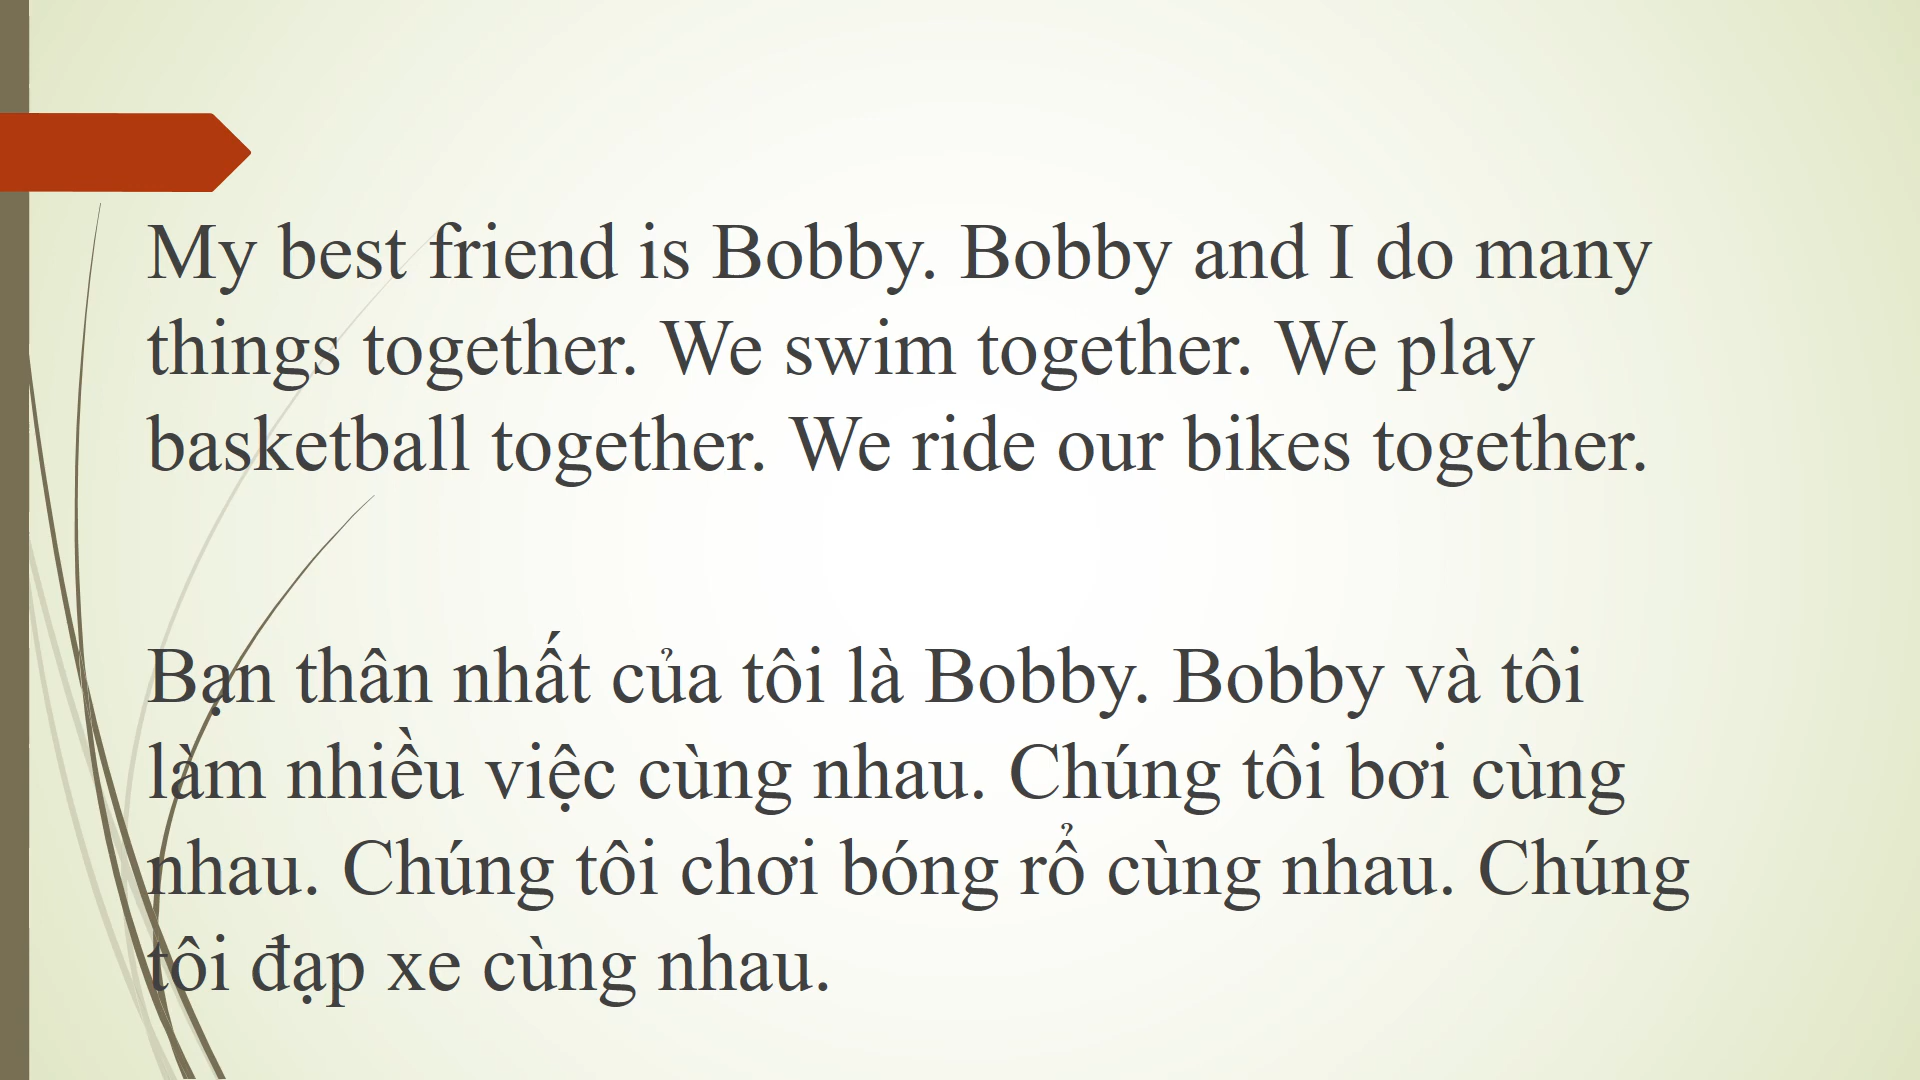 My best friend is Bobby. Bobby and I do many
things together. We swim together. We play
basketball together. We ride our bikes together.
Bạn thân nhất của tôi là Bobby. Bobby và tôi
làm nhiều việc cùng nhau. Chúng tôi bơi cùng
nhau. Chúng tôi chơi bóng rổ cùng nhau. Chúng
tôi đạp xe cùng nhau.